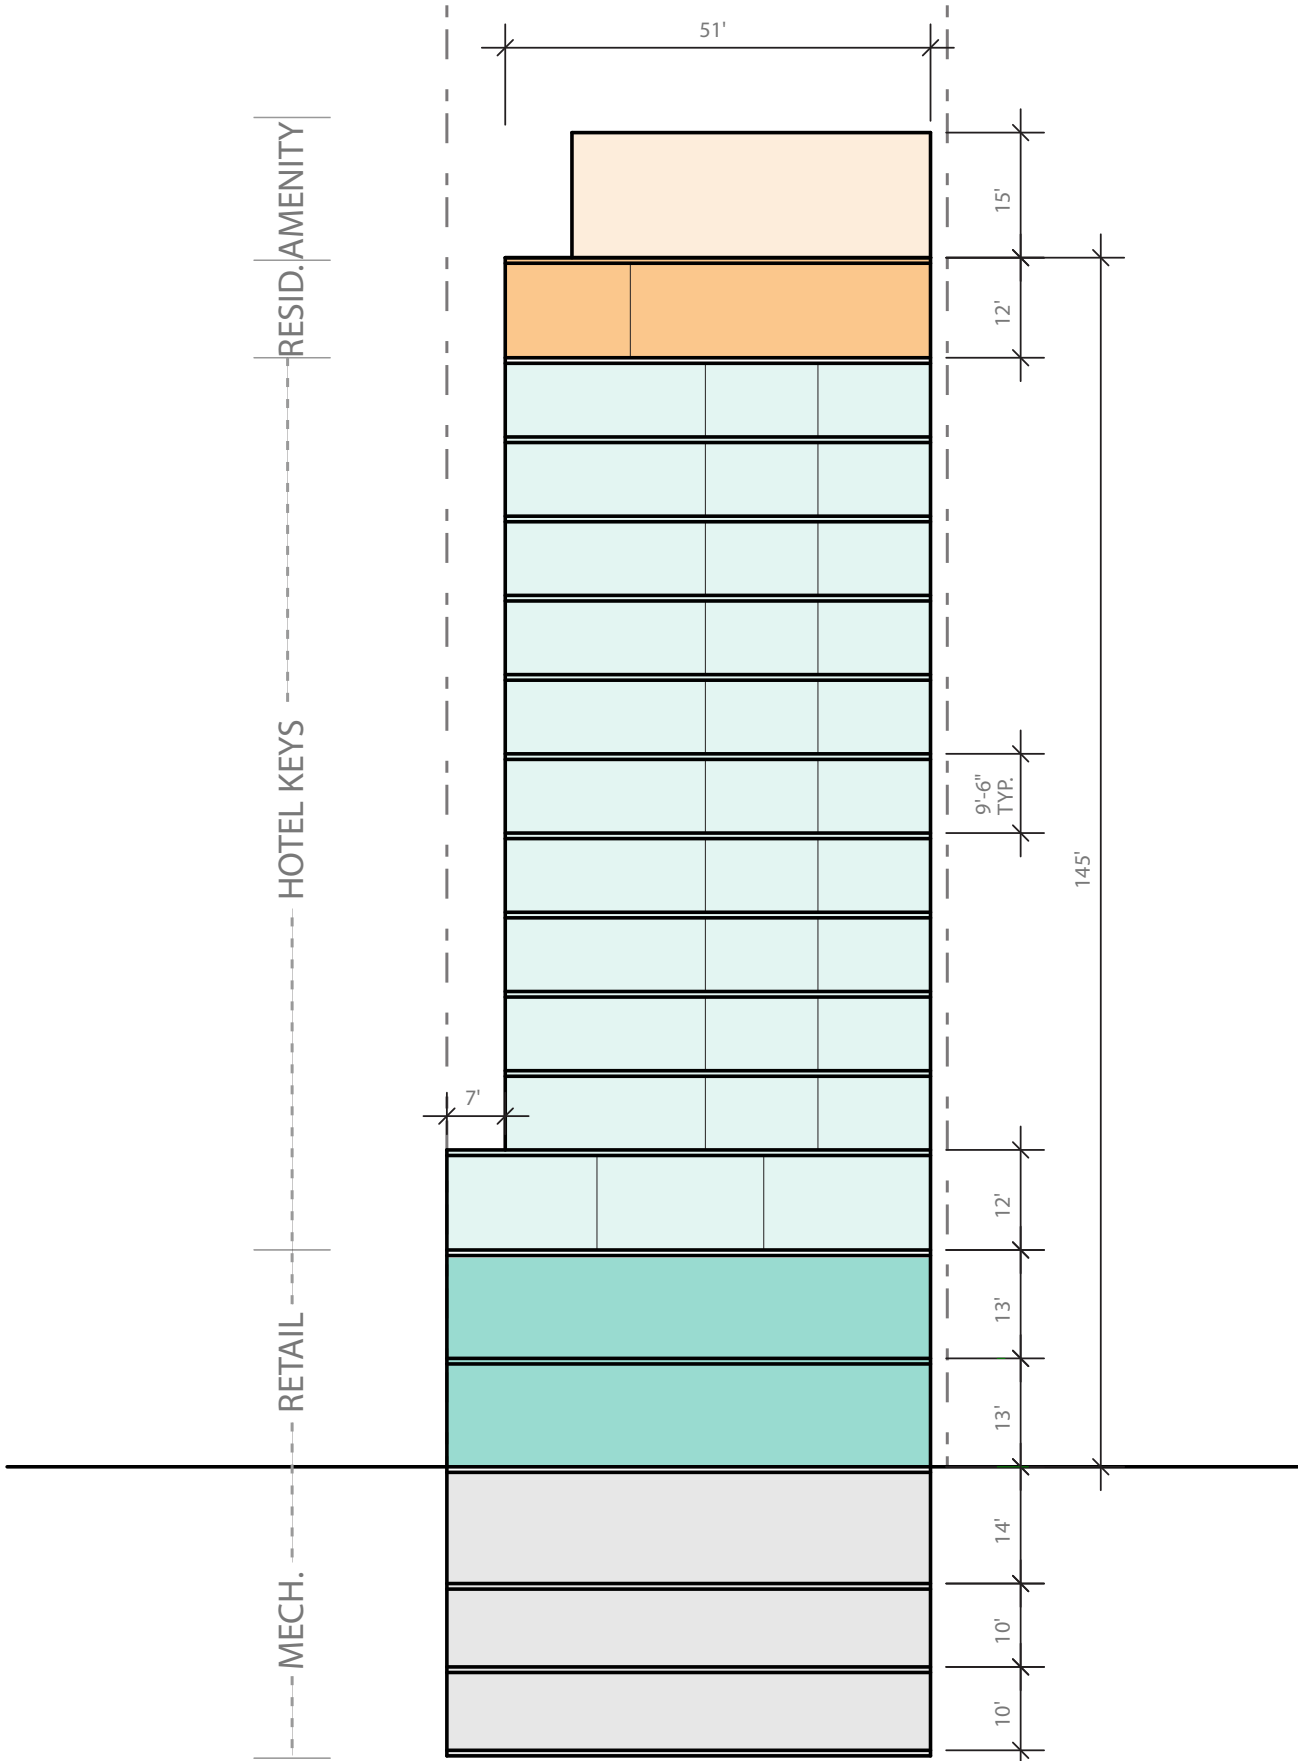 51'
AMENITY
15'
RESID.
12'
HOTEL KEYS
9'-6"
TYP.
145'
7'
12'
RETAIL
13'
13'
MECH.
14'
10'
10'